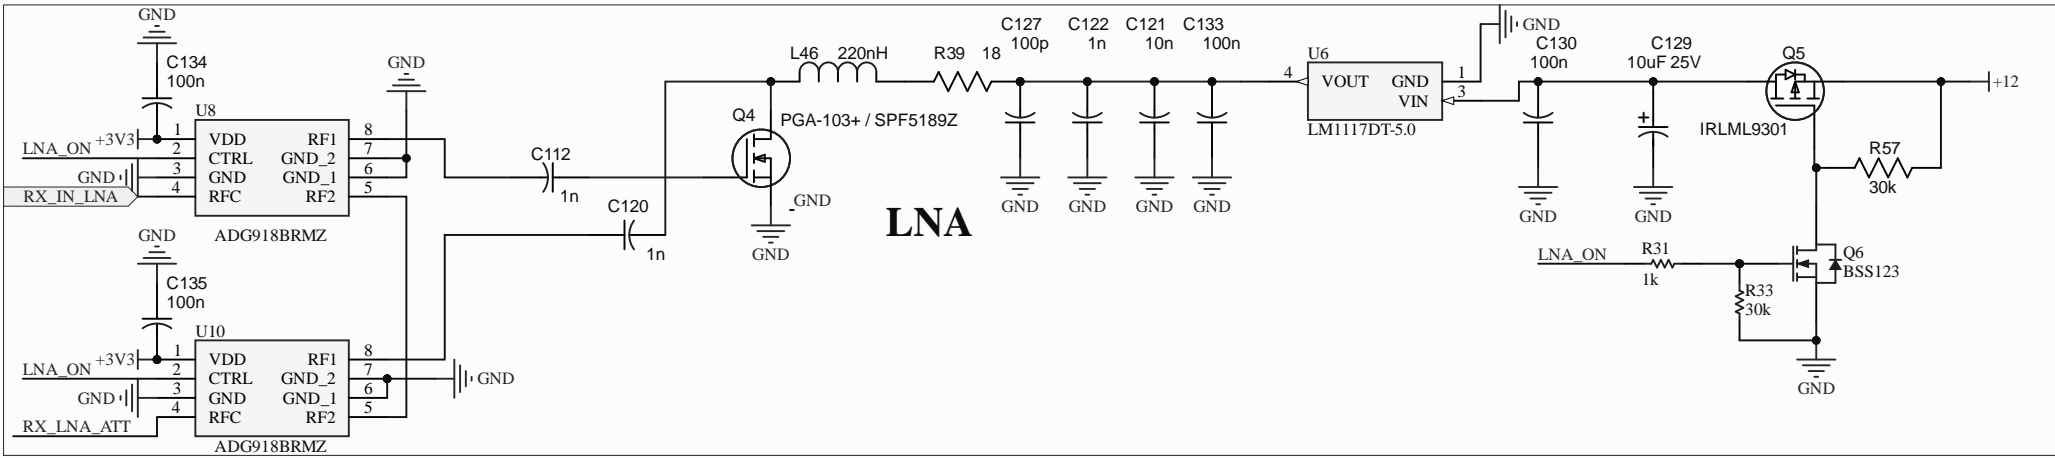 GND
C134
100n
U8
+3V3
1
VDD
RF1
8
LNA_ON
2
CTRL
GND_2
7
GND
3
GND
GND_1
6
RX_IN_LNA
4
RFC
RF2
5
ADG918BRMZ
GND
GND
C135
100n
U10
+3V3
1
VDD
RF1
8
LNA_ON
2
CTRL
GND_2
7
GND
GND
3
GND
GND_1
6
RX_LNA_ATT
4
RFC
RF2
5
ADG918BRMZ
C112
1n
C120
1n
L46 220nH
R39 18
Q4
PGA-103+ / SPF5189Z
GND
GND
LNA
C127
100p
GND
C122
1n
GND
C121
10n
GND
C133
100n
GND
U6
4
VOUT
GND
1
GND
VIN
3
LM1117DT-5.0
C130
100n
GND
C129
10uF 25V
+
GND
Q5
IRLML9301
+12
R57
30k
LNA_ON
R31
1k
Q6
BSS123
R33
30k
GND